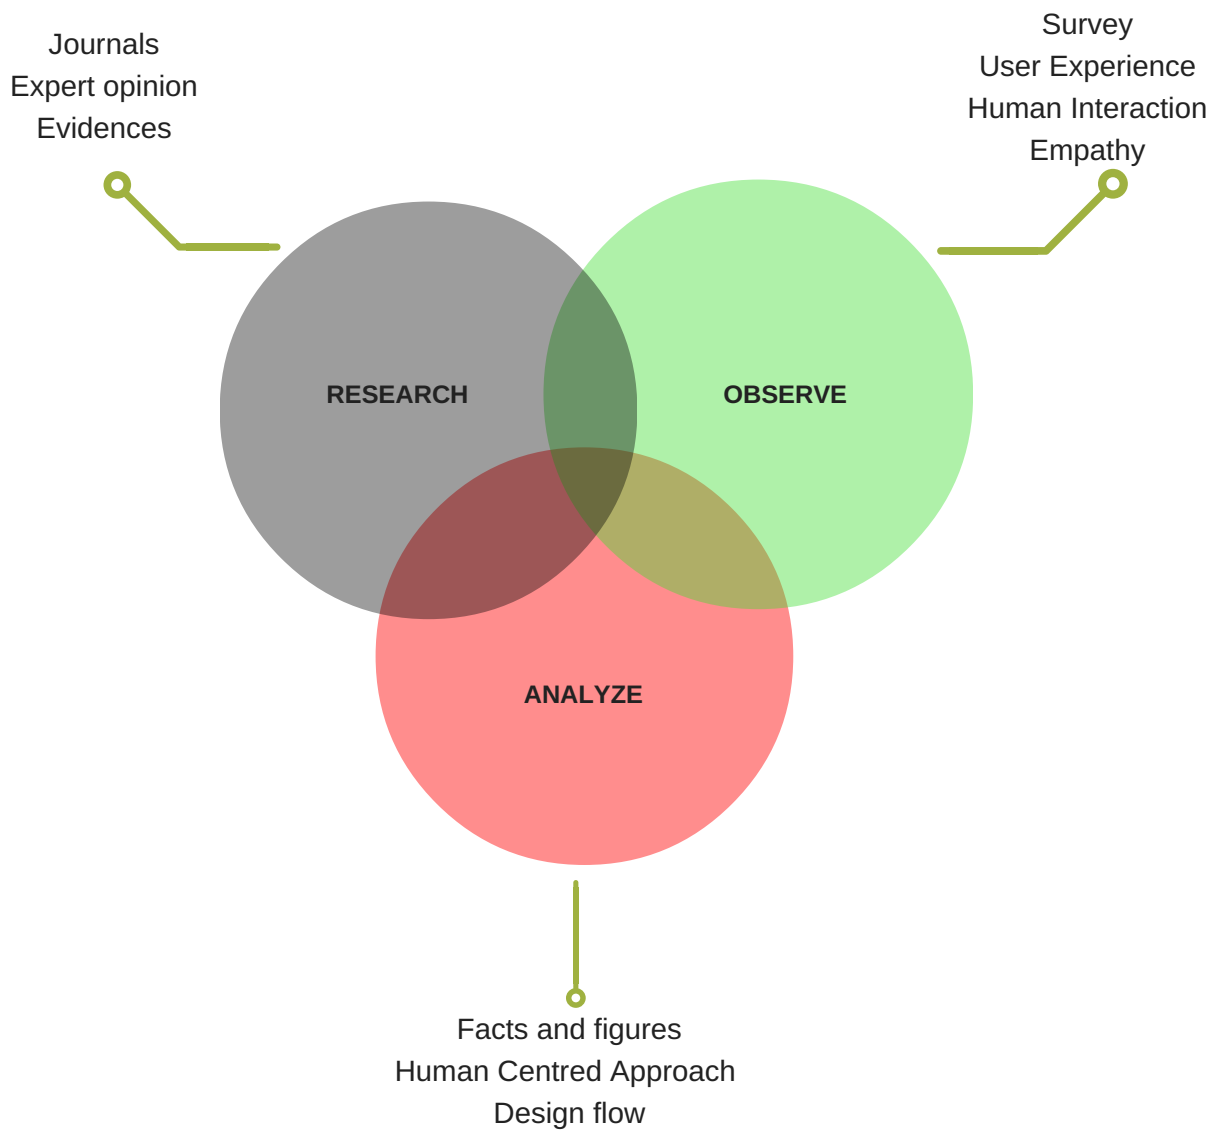 Journals
Expert opinion
Evidences
Survey
User Experience
Human Interaction
Empathy
RESEARCH
OBSERVE
ANALYZE
Facts and figures
Human Centred Approach
Design flow